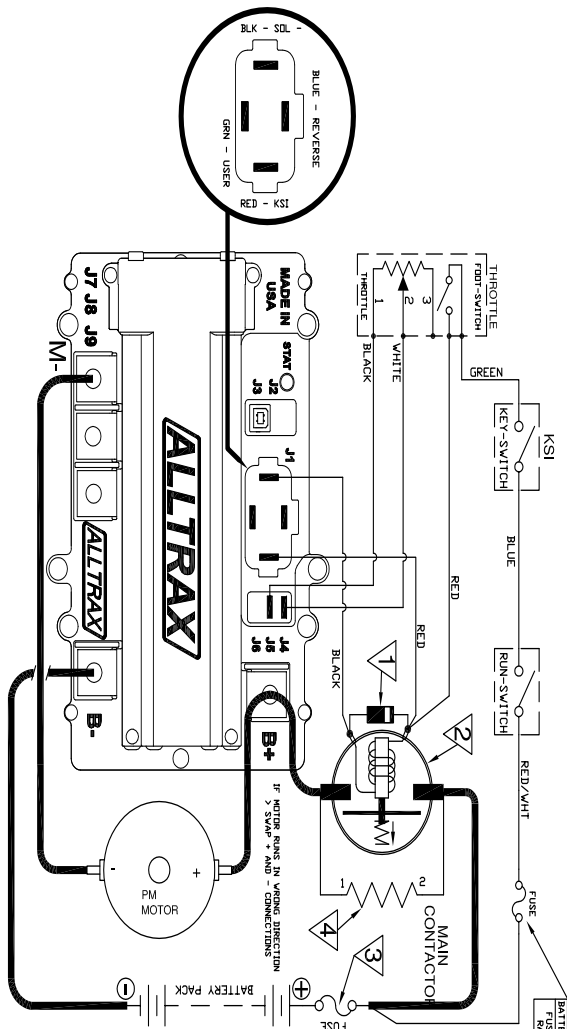 BLK - SOL -
BLUE - REVERSE
GRN - USER
RED - KSI
THROTTLE
FOOT-SWITCH
THROTTLE
1
2
3
BLACK
WHITE
GREEN
KSI
KEY-SWITCH
BLUE
RED
RUN-SWITCH
RED/WHT
FUSE
MADE IN
USA
STAT
J2
J3
J1
J4
J5
J6
J7 J8 J9
M-
ALLTRAX
ALLTRAX
B-
B+
RED
BLACK
1
2
1
2
4
3
MAIN
CONTACTOR
IF MOTOR RUNS IN WRONG DIRECTION
> SWAP + AND - CONNECTIONS
-
+
PM
MOTOR
BATTERY PACK
-
+
FUSE
FUS